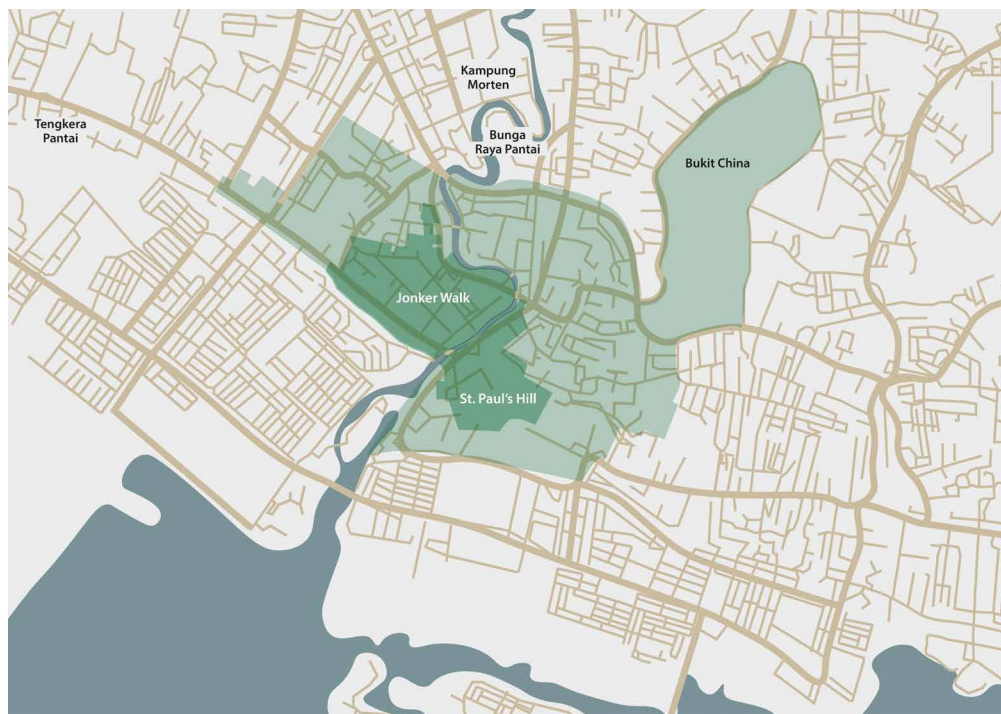 Kampung
Morten
Tengkera
Pantai
Bunga
Raya Pantai
Bukit China
Jonker Walk
St. Paul's Hill